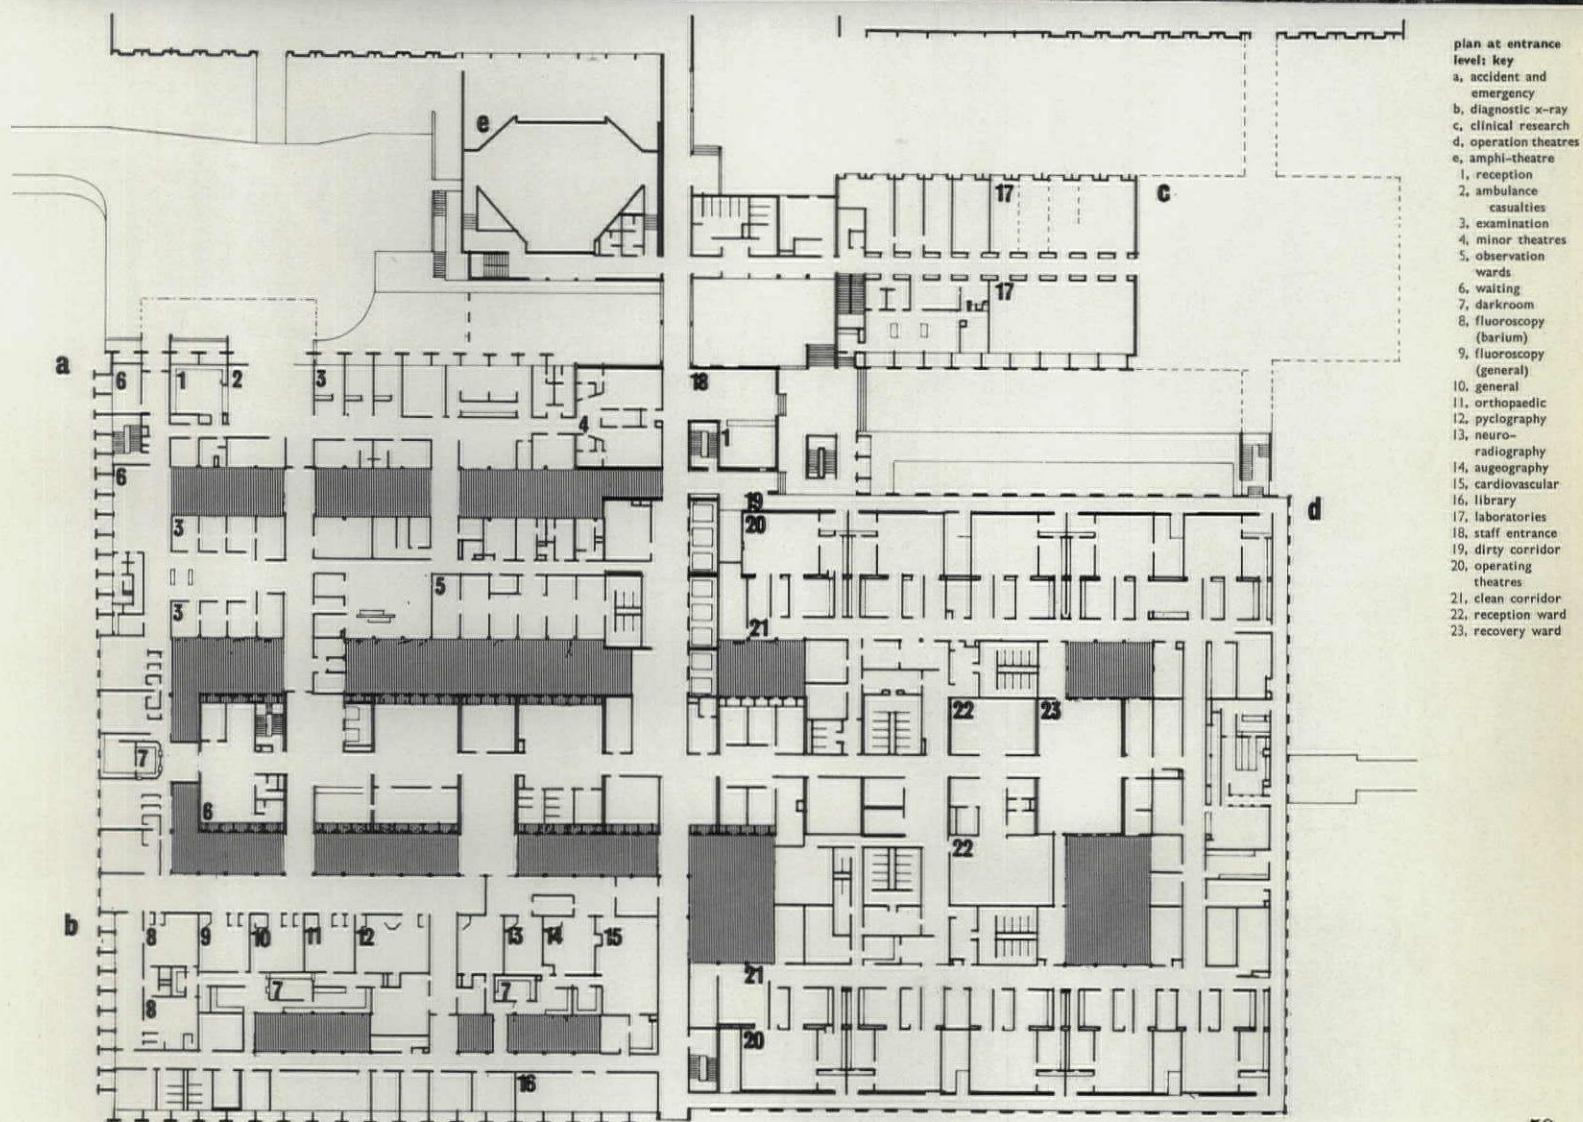 e
17
c
17
a
6
1
2
3
18
4
1
6
19
20
d
3
5
3
21
22
23
7
6
22
b
8
9
10
11
12
13
14
15
21
7
7
8
20
16
plan at entrance
level: key
a, accident and
emergency
b, diagnostic x-ray
c, clinical research
d, operation theatres
e, amphi-theatre
1, reception
2, ambulance
casualties
3, examination
4, minor theatres
5, observation
wards
6, waiting
7, darkroom
8, fluoroscopy
(barium)
9, fluoroscopy
(general)
10, general
11, orthopaedic
12, pyclography
13, neuro-
radiography
14, augeography
15, cardiovascular
16, library
17, laboratories
18, staff entrance
19, dirty corridor
20, operating
theatres
21, clean corridor
22, reception ward
23, recovery ward